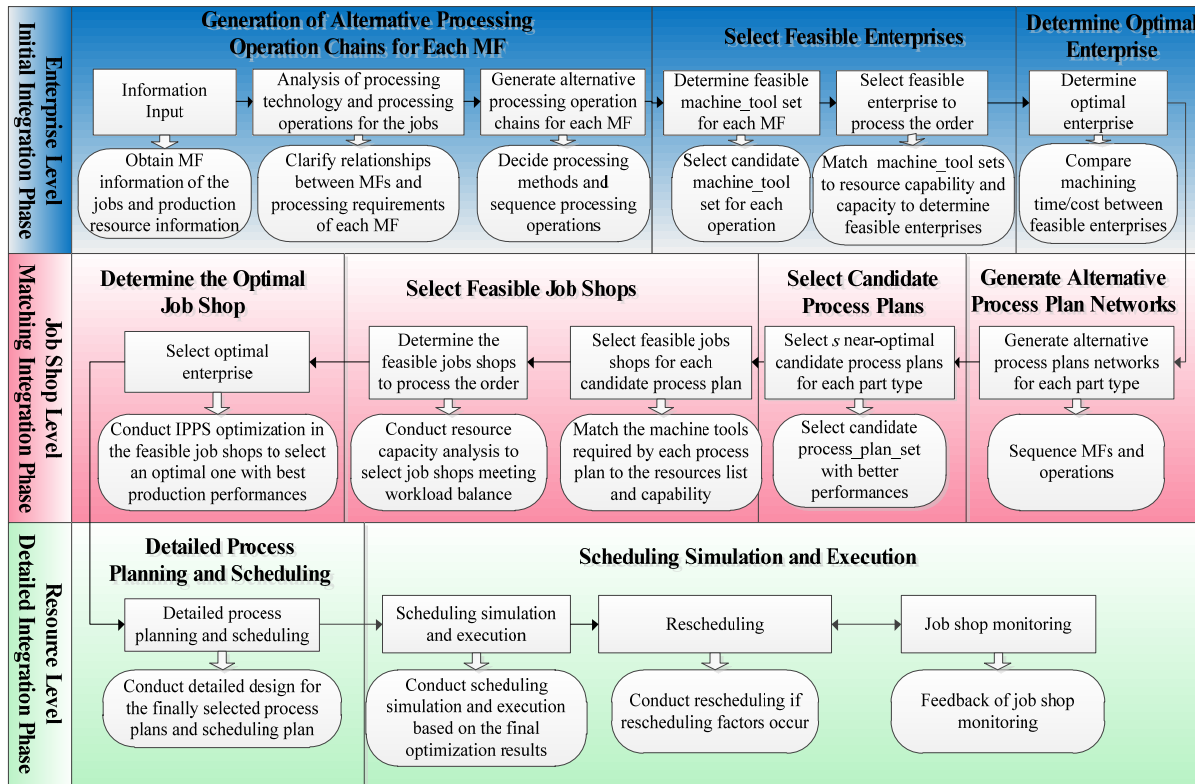 Enterprise Level
Initial Integration Phase
Generation of Alternative Processing
Operation Chains for Each MF
Select Feasible Enterprises
Determine Optimal
Enterprise
Information
Input
Analysis of processing
technology and processing
operations for the jobs
Generate alternative
processing operation
chains for each MF
Determine feasible
machine_tool set
for each MF
Select feasible
enterprise to
process the order
Determine
optimal
enterprise
Obtain MF
information of the
jobs and production
resource information
Clarify relationships
between MFs and
processing requirements
of each MF
Decide processing
methods and
sequence processing
operations
Select candidate
machine_tool
set for each
operation
Match machine_tool sets
to resource capability and
capacity to determine
feasible enterprises
Compare
machining
time/cost between
feasible enterprises
Job Shop Level
Matching Integration Phase
Determine the Optimal
Job Shop
Select Feasible Job Shops
Select Candidate
Process Plans
Generate Alternative
Process Plan Networks
Select optimal
enterprise
Determine the
feasible jobs shops
to process the order
Select feasible jobs
shops for each
candidate process plan
Select s near-optimal
candidate process plans
for each part type
Generate alternative
process plans networks
for each part type
Conduct IPPS optimization in
the feasible job shops to select
an optimal one with best
production performances
Conduct resource
capacity analysis to
select job shops meeting
workload balance
Match the machine tools
required by each process
plan to the resources list
and capability
Select candidate
process_plan_set
with better
performances
Sequence MFs and
operations
Resource Level
Detailed Integration Phase
Detailed Process
Planning and Scheduling
Scheduling Simulation and Execution
Detailed process
planning and scheduling
Scheduling simulation
and execution
Rescheduling
Job shop monitoring
Conduct detailed design for
the finally selected process
plans and scheduling plan
Conduct scheduling
simulation and execution
based on the final
optimization results
Conduct rescheduling if
rescheduling factors occur
Feedback of job shop
monitoring